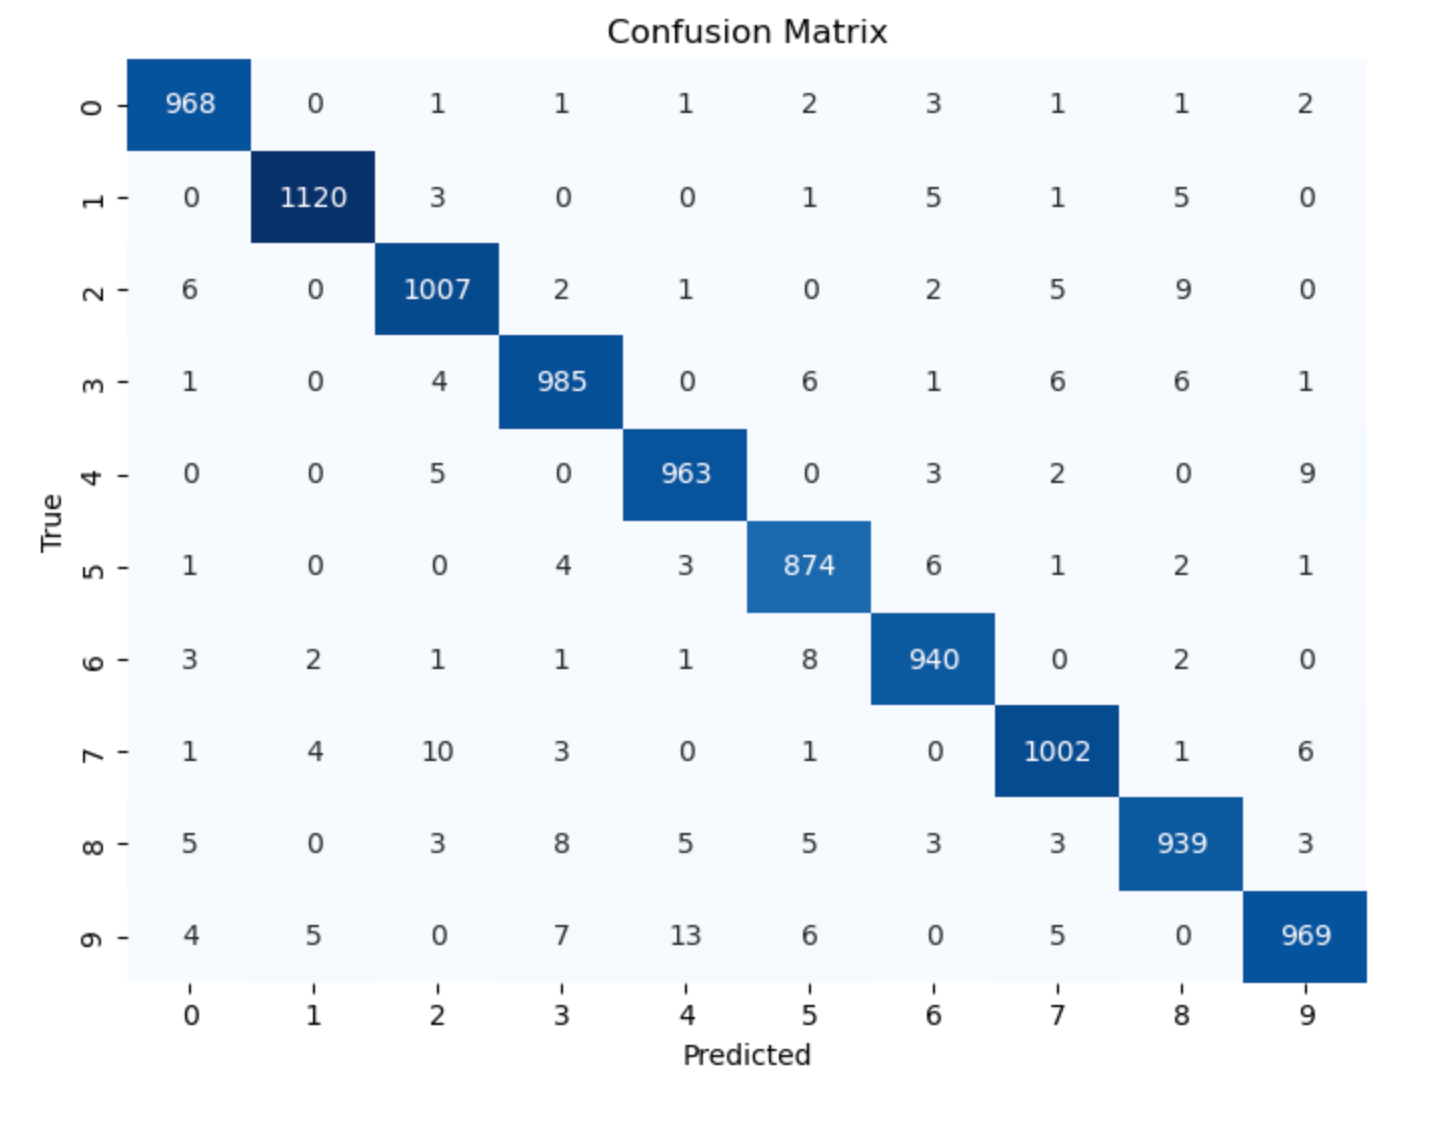 Confusion Matrix
0 968 0 1 1 1 2 3 1 1 2
1 0 1120 3 0 0 1 5 1 5 0
2 6 0 1007 2 1 0 2 5 9 0
3 1 0 4 985 0 6 1 6 6 1
4 0 0 5 0 963 0 3 2 0 9
True
5 1 0 0 4 3 874 6 1 2 1
6 3 2 1 1 1 8 940 0 2 0
7 1 4 10 3 0 1 0 1002 1 6
8 5 0 3 8 5 5 3 3 939 3
9 4 5 0 7 13 6 0 5 0 969
0 1 2 3 4 5 6 7 8 9
Predicted